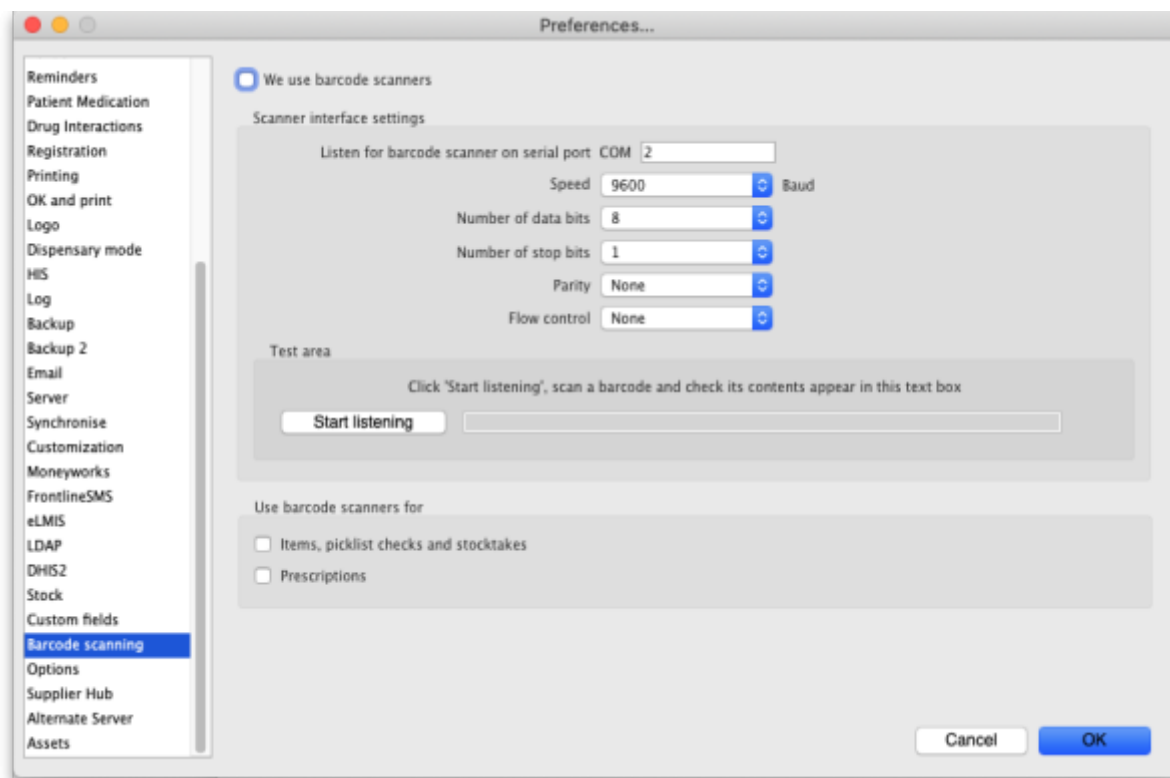 Preferences...
Reminders
Patient Medication
Drug Interactions
Registration
Printing
OK and print
Logo
Dispensary mode
HIS
Log
Backup
Backup 2
Email
Server
Synchronise
Customization
Moneyworks
FrontlineSMS
eLMIS
LDAP
DHIS2
Stock
Custom fields
Barcode scanning
Options
Supplier Hub
Alternate Server
Assets
We use barcode scanners
Scanner interface settings
Listen for barcode scanner on serial port COM 2
Speed 9600 Baud
Number of data bits 8
Number of stop bits 1
Parity None
Flow control None
Test area
Click 'Start listening', scan a barcode and check its contents appear in this text box
Start listening
Use barcode scanners for
Items, picklist checks and stocktakes
Prescriptions
Cancel OK